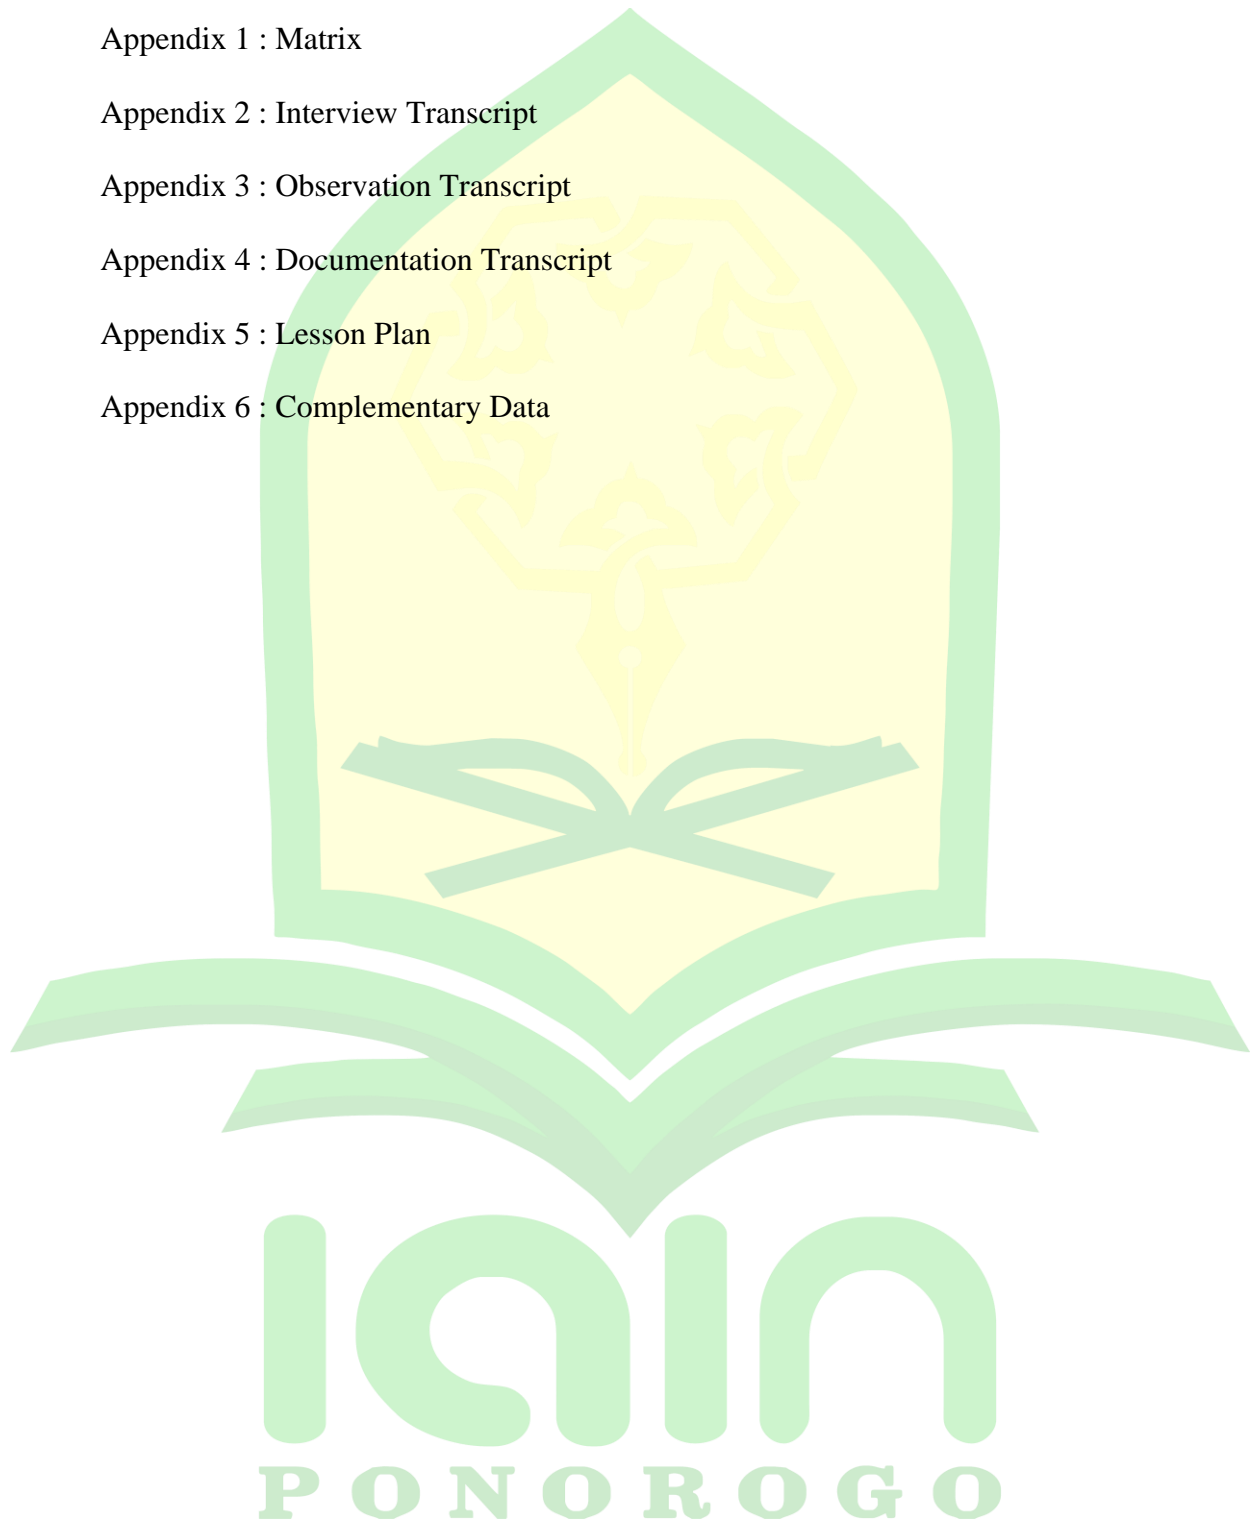 Appendix 1 : Matrix
Appendix 2 : Interview Transcript
Appendix 3 : Observation Transcript
Appendix 4 : Documentation Transcript
Appendix 5 : Lesson Plan
Appendix 6 : Complementary Data
iain
PONOROGO